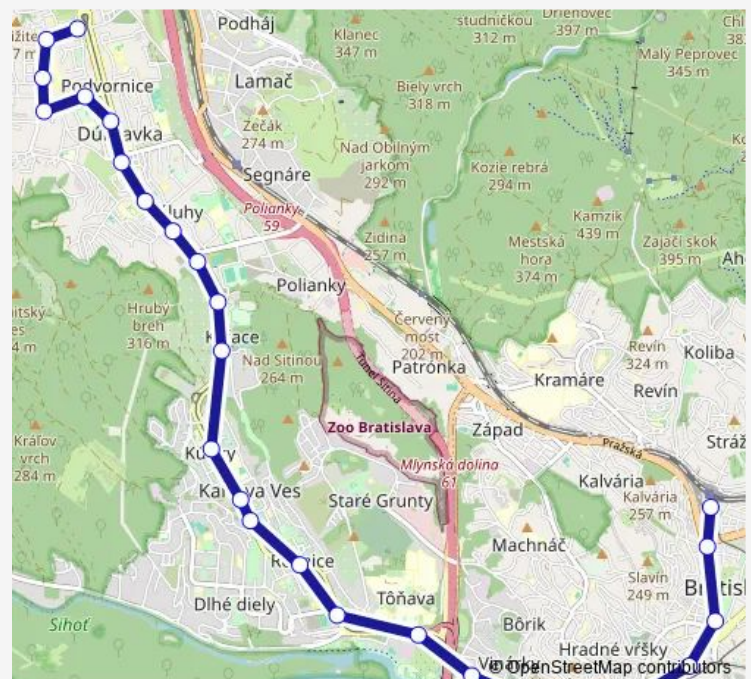 Podháj
Klanec
347 m
studničkou
312 m
Drieňovec
397 m
Malý Peprovec
345 m
Lamač
Biely vrch
318 m
Podvornice
Zečák
274 m
Nad Obilným
jarkom
292 m
Segnáre
Kozie rebrá
294 m
Polianky
59
Zidina
257 m
Kamzík
439 m
Mestská
hora
374 m
Zajačí skok
395 m
Polianky
Hrubý
breh
316 m
Červený
most
202 m
Nad Sitinou
264 m
Tunel Sitina
Patrónka
Revín
324 m
Koliba
Kramáre
Revín
Zoo Bratislava
Západ
Pražská
Kráľov
vrch
284 m
Mlynská dolina
61
Kalvária
Kalvária
257 m
Staré Grunty
Machnáč
Slavín
249 m
Dlhé diely
Tôňava
Sihoť
Bôrik
Hradné vŕšky
© OpenStreetMap contributors